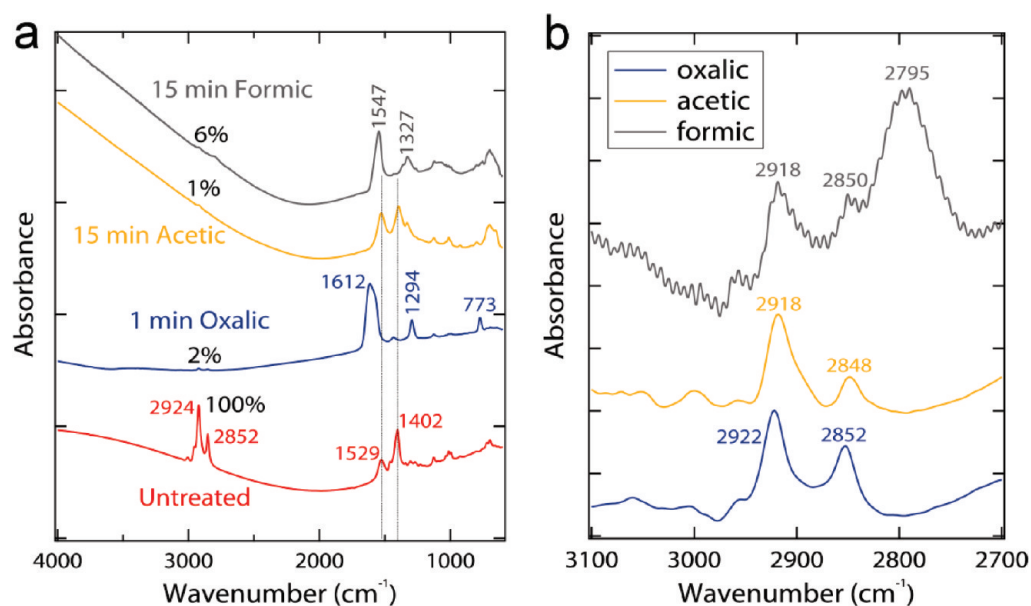 a
15 min Formic
6%
1547
1327
1%
15 min Acetic
1612
1 min Oxalic
1294
773
2%
2924
100%
2852
1529
1402
Untreated
Absorbance
4000
3000
2000
1000
Wavenumber (cm⁻¹)
b
oxalic
acetic
formic
2795
2918
2850
2918
2848
2922
2852
Absorbance
3100
3000
2900
2800
2700
Wavenumber (cm⁻¹)